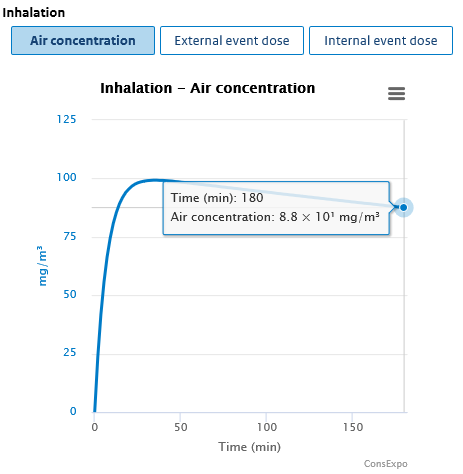 Inhalation
Air concentration
External event dose
Internal event dose
Inhalation – Air concentration
125
100
75
50
25
0
mg/m³
Time (min): 180
Air concentration: 8.8 × 10¹ mg/m³
0
50
100
150
Time (min)
ConsExpo